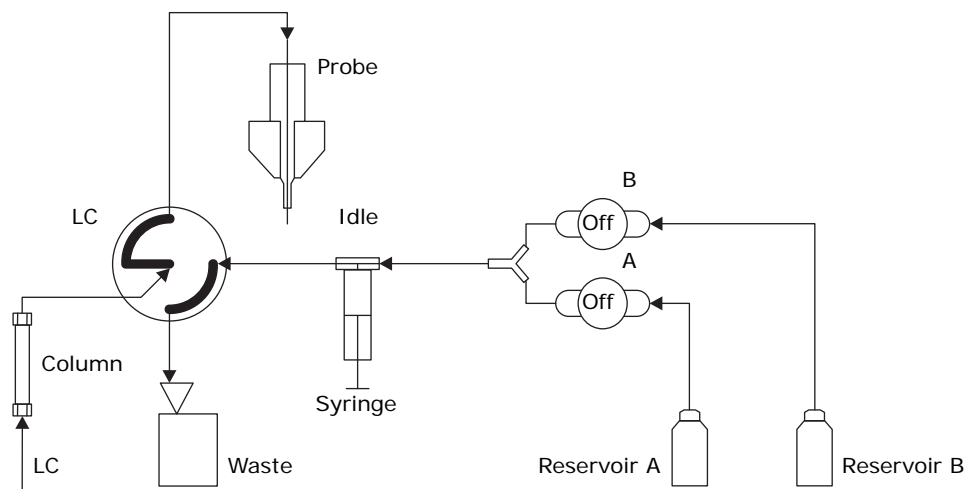 Probe
B
LC
Idle
Off
A
Off
Column
Syringe
LC
Waste
Reservoir A
Reservoir B